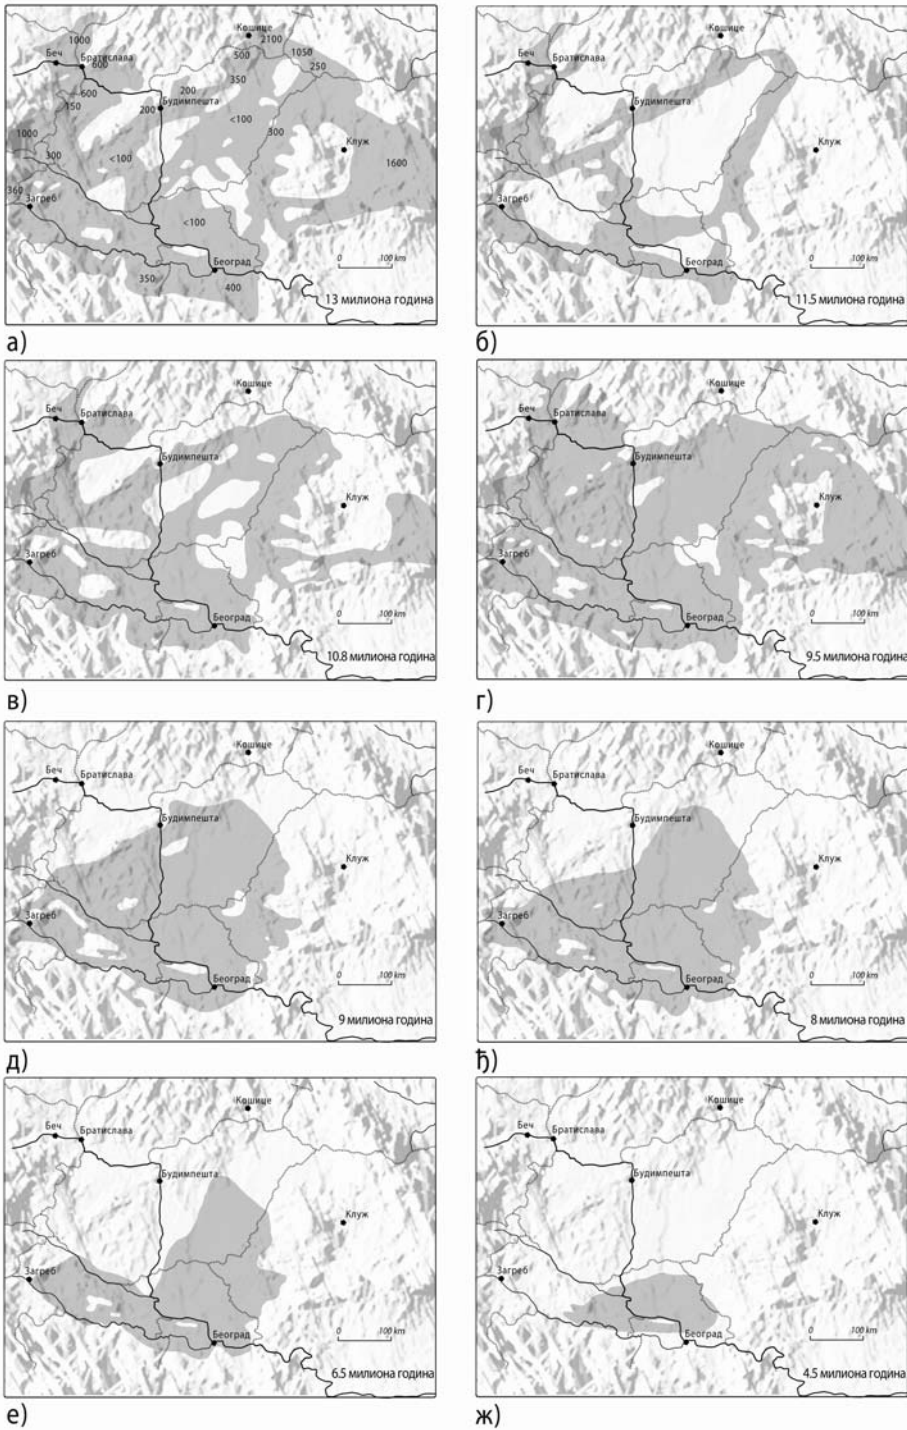 Кошице
1000
2100
Беч
Братислава
500
1050
600
250
350
600
200
150
200
Будимпешта
<100
1000
300
Клуж
300
<100
1600
360
Загреб
<100
Београд
0
100 km
350
400
13 милиона година
а)
Кошице
Беч
Братислава
Будимпешта
Клуж
Загреб
Београд
0
100 km
11.5 милиона година
б)
Кошице
Беч
Братислава
Будимпешта
Клуж
Загреб
Београд
0
100 km
10.8 милиона година
в)
Кошице
Беч
Братислава
Будимпешта
Клуж
Загреб
Београд
0
100 km
9.5 милиона година
г)
Кошице
Беч
Братислава
Будимпешта
Клуж
Загреб
Београд
0
100 km
9 милиона година
д)
Кошице
Беч
Братислава
Будимпешта
Клуж
Загреб
Београд
0
100 km
8 милиона година
ђ)
Кошице
Беч
Братислава
Будимпешта
Клуж
Загреб
Београд
0
100 km
6.5 милиона година
е)
Кошице
Беч
Братислава
Будимпешта
Клуж
Загреб
Београд
0
100 km
4.5 милиона година
ж)